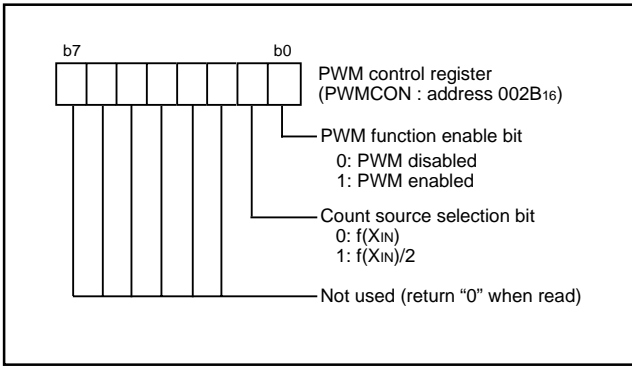 b7 b0
PWM control register
(PWMCON : address 002B16)
PWM function enable bit
0: PWM disabled
1: PWM enabled
Count source selection bit
0: f(XIN)
1: f(XIN)/2
Not used (return “0” when read)